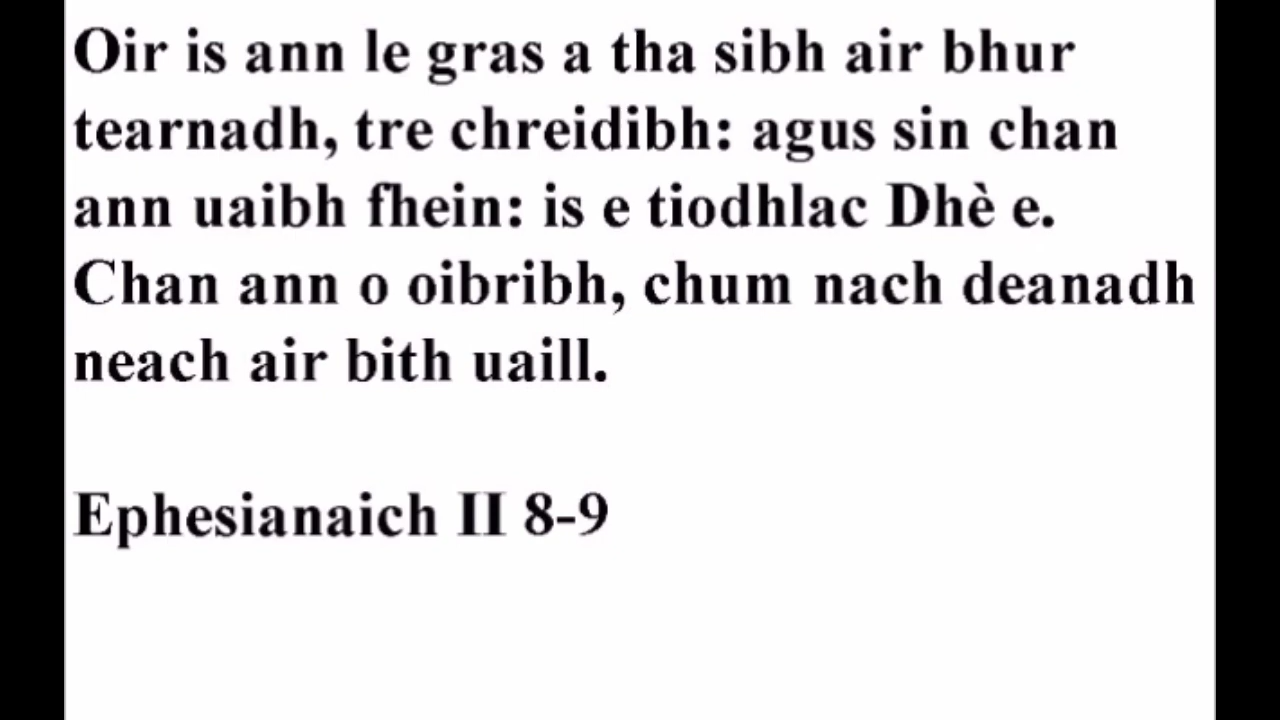 Oir is ann le gras a tha sibh air bhur
tearnadh, tre chreidibh: agus sin chan
ann uaibh fhein: is e tiodhlac Dhè e.
Chan ann o oibribh, chum nach deanadh
neach air bith uaill.
Ephesianaich II 8-9